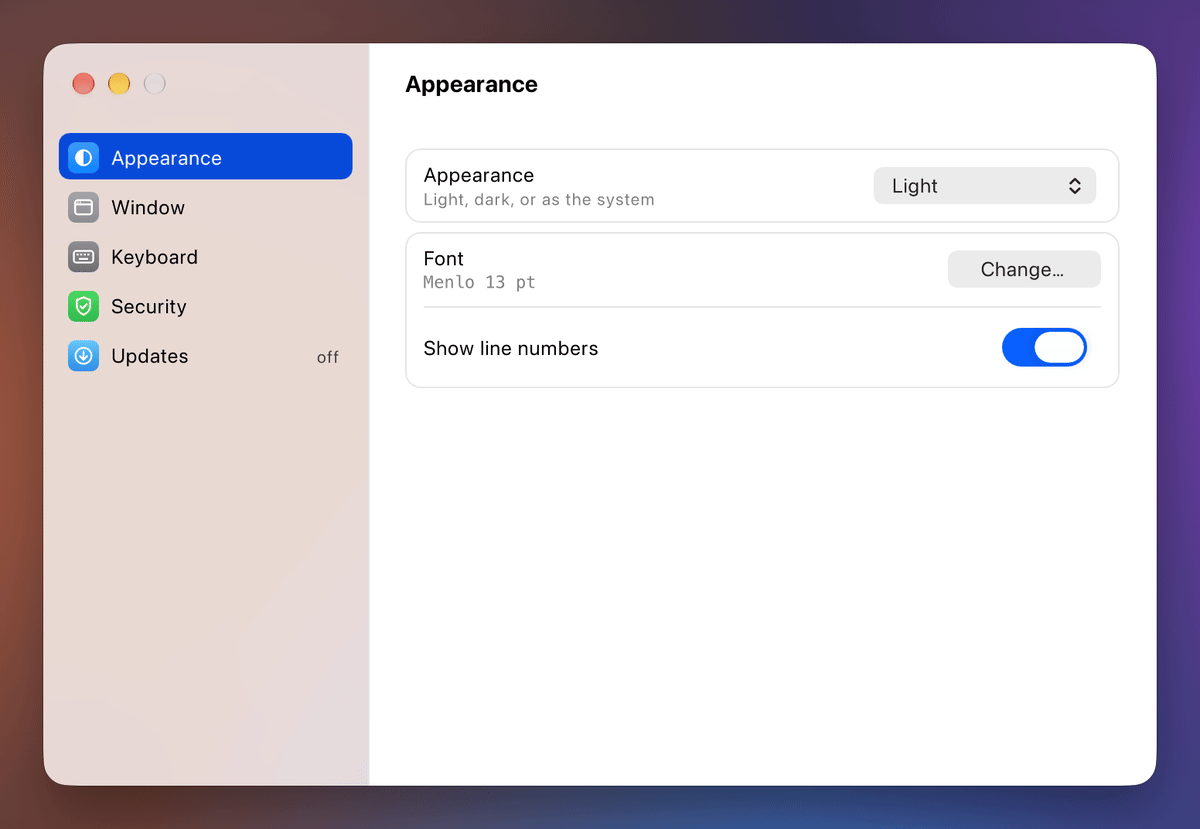 Appearance
Window
Keyboard
Security
Updates
off
Appearance
Appearance
Light, dark, or as the system
Light
Font
Menlo 13 pt
Change…
Show line numbers